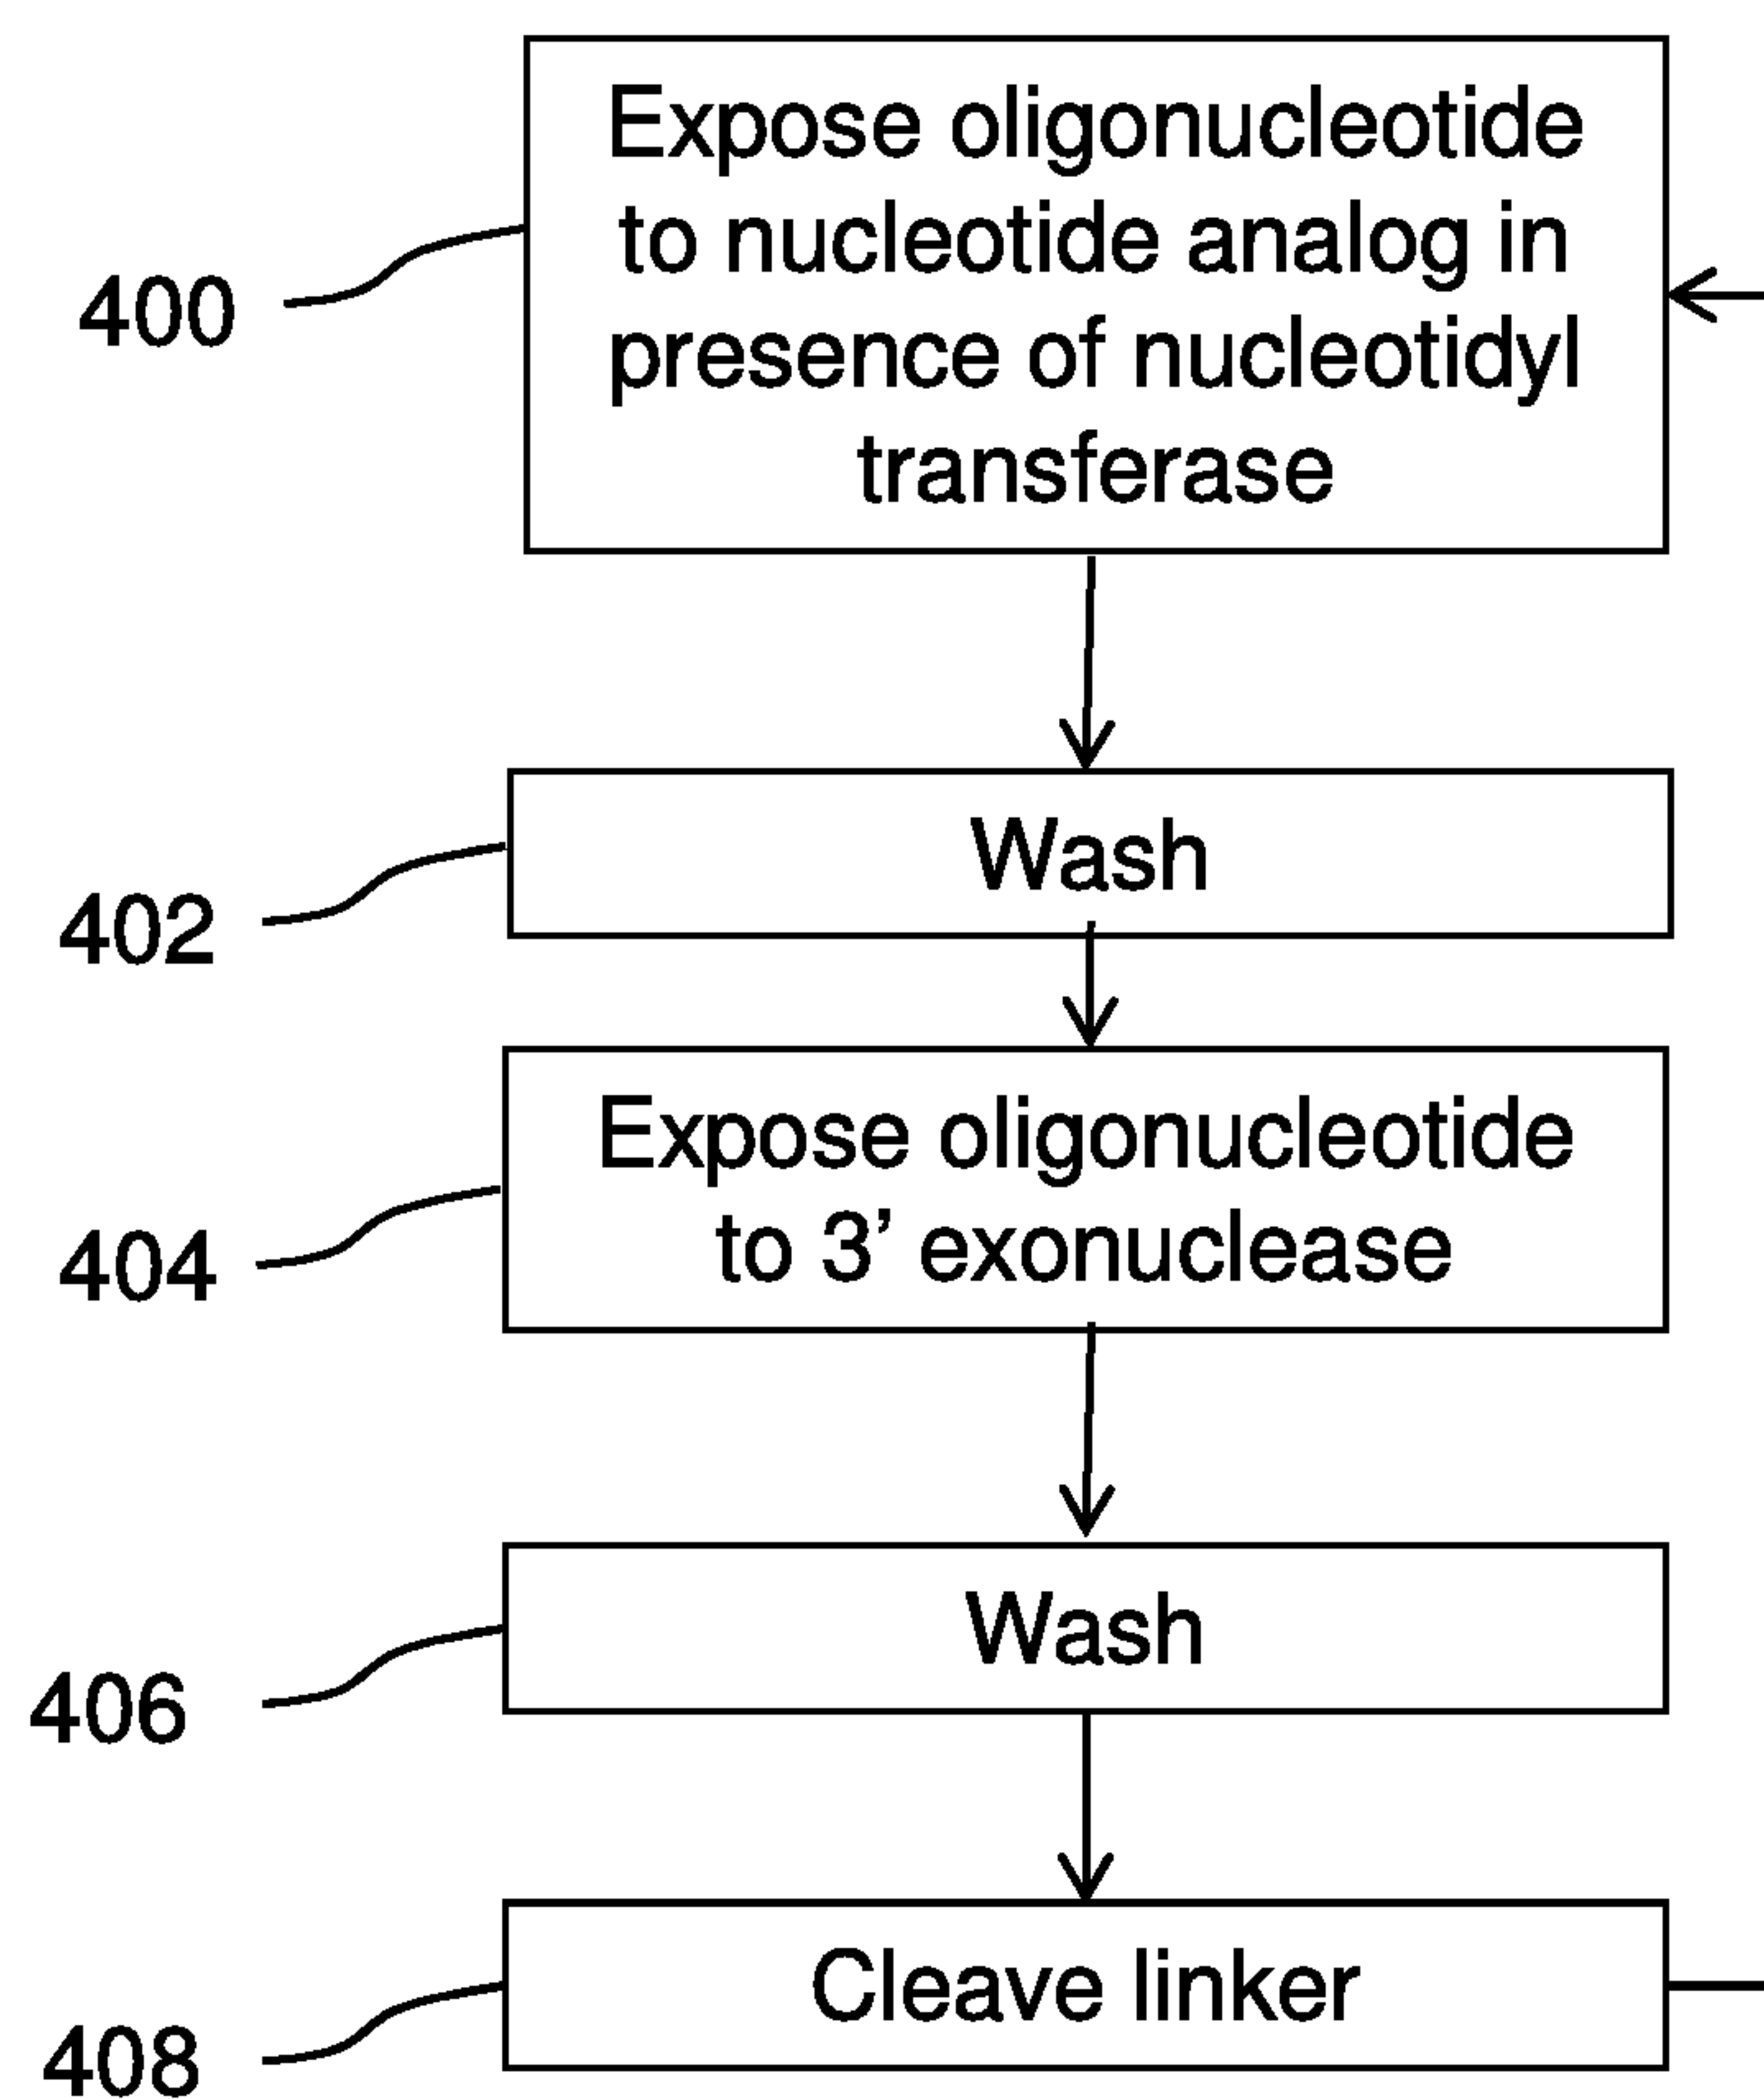 Expose oligonucleotide
to nucleotide analog in
presence of nucleotidyl
transferase
400
Wash
402
Expose oligonucleotide
to 3’ exonuclease
404
Wash
406
Cleave linker
408